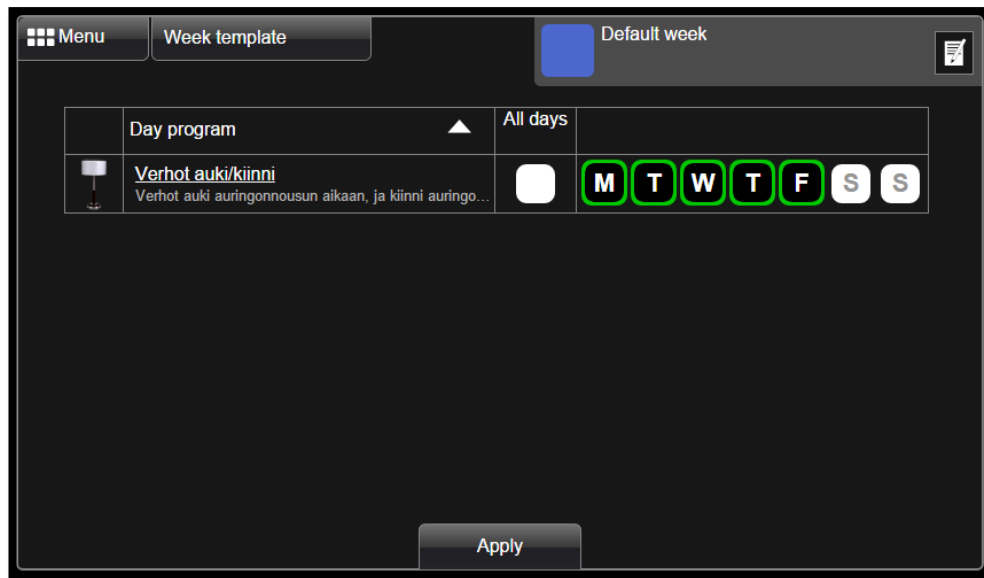 Menu
Week template
Default week
Day program
All days
Verhot auki/kiinni
Verhot auki auringonnousun aikaan, ja kiinni auringo...
M T W T F S S
Apply